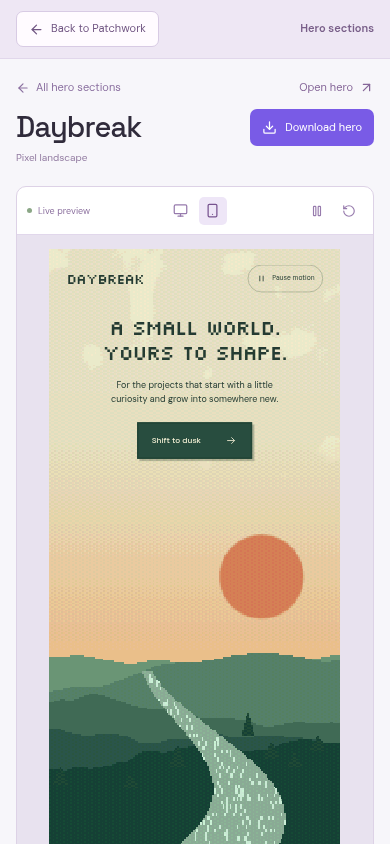 Back to Patchwork
Hero sections
All hero sections
Open hero
Daybreak
Download hero
Pixel landscape
Live preview
DAYBREAK
Pause motion
A SMALL WORLD.
YOURS TO SHAPE.
For the projects that start with a little
curiosity and grow into somewhere new.
Shift to dusk